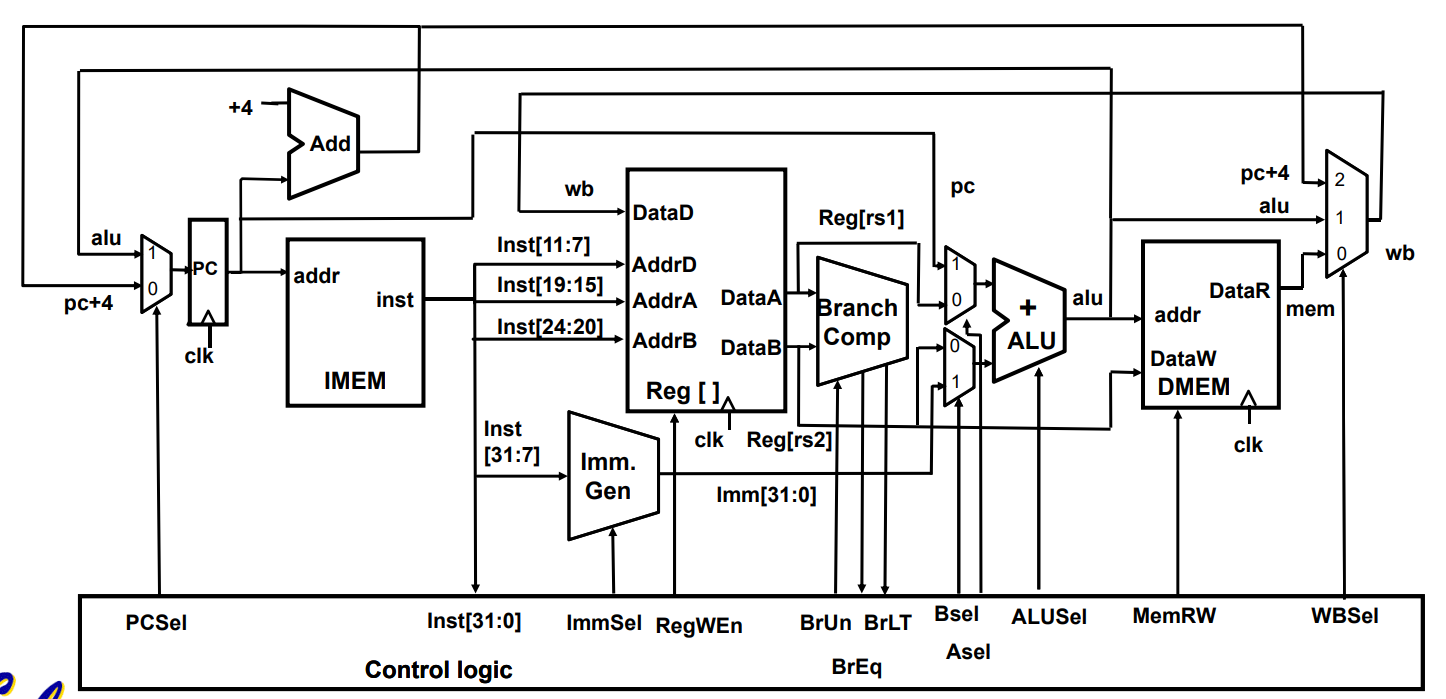 +4
Add
pc
wb
DataD
Reg[rs1]
pc+4
2
alu
1
0
wb
alu
1
0
pc+4
PC
clk
addr
inst
IMEM
Inst[11:7]
AddrD
Inst[19:15]
AddrA
Inst[24:20]
AddrB
DataA
DataB
Reg [ ]
clk
Reg[rs2]
Branch
Comp
1
0
0
1
+
ALU
alu
addr
DataR
mem
DataW
DMEM
clk
Inst
[31:7]
Imm.
Gen
Imm[31:0]
PCSel
Inst[31:0]
ImmSel
RegWEn
BrUn
BrLT
Bsel
ALUSel
MemRW
WBSel
BrEq
Asel
Control logic